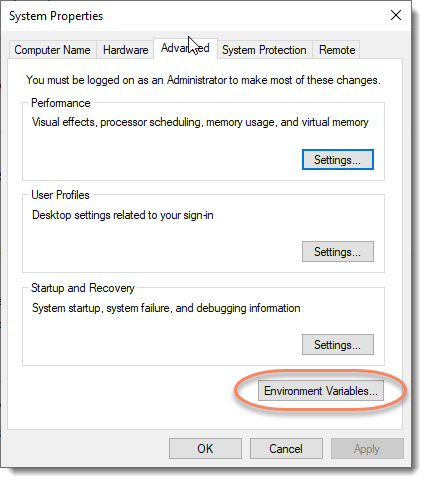 System Properties
Computer Name Hardware Advanced System Protection Remote
You must be logged on as an Administrator to make most of these changes.
Performance
Visual effects, processor scheduling, memory usage, and virtual memory
Settings...
User Profiles
Desktop settings related to your sign-in
Settings...
Startup and Recovery
System startup, system failure, and debugging information
Settings...
Environment Variables...
OK Cancel Apply